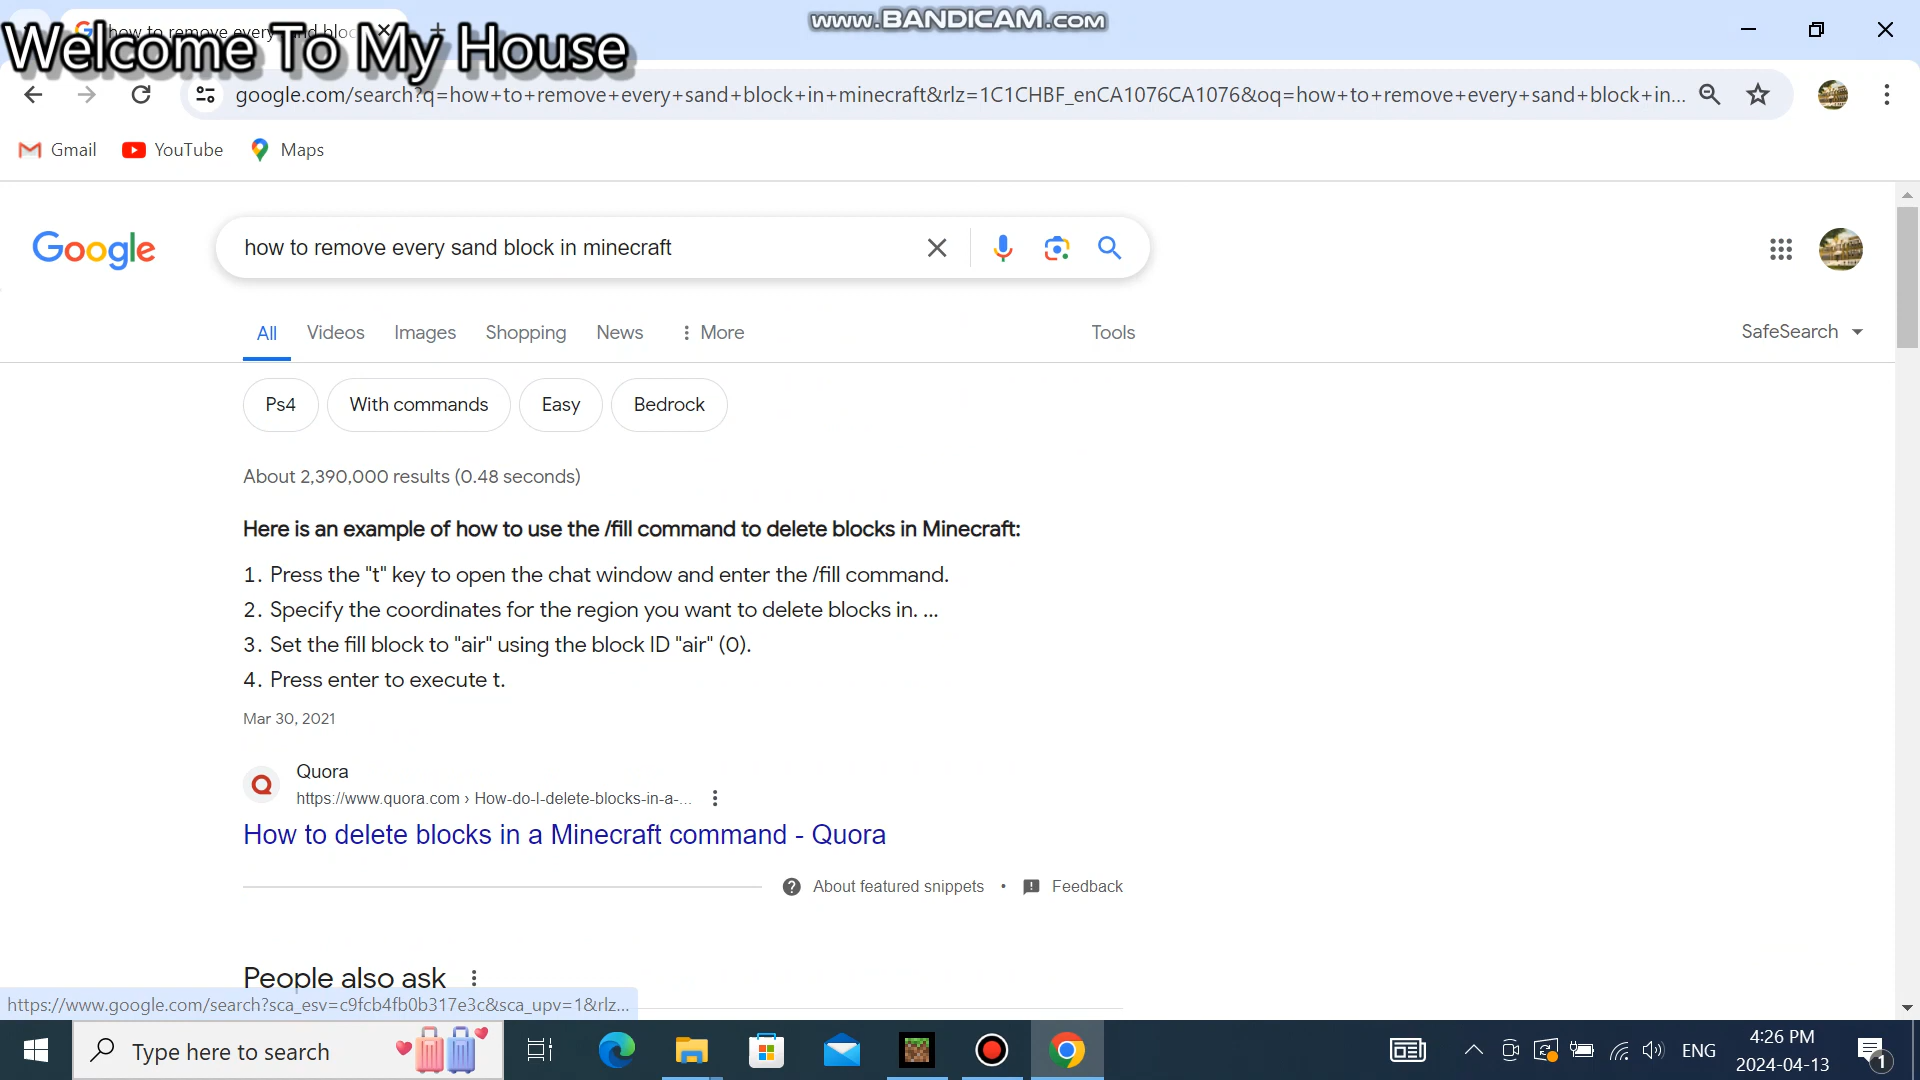 www.BANDICAM.com
Welcome To My House
google.com/search?q=how+to+remove+every+sand+block+in+minecraft&rlz=1C1CHBF_enCA1076CA1076&oq=how+to+remove+every+sand+block+in...
Gmail YouTube Maps
Google
how to remove every sand block in minecraft
All Videos Images Shopping News More Tools SafeSearch
Ps4 With commands Easy Bedrock
About 2,390,000 results (0.48 seconds)
Here is an example of how to use the /fill command to delete blocks in Minecraft:
1. Press the "t" key to open the chat window and enter the /fill command.
2. Specify the coordinates for the region you want to delete blocks in. ...
3. Set the fill block to "air" using the block ID "air" (0).
4. Press enter to execute t.
Mar 30, 2021
Quora
https://www.quora.com › How-do-I-delete-blocks-in-a-...
How to delete blocks in a Minecraft command - Quora
About featured snippets • Feedback
People also ask
https://www.google.com/search?sca_esv=c9fcb4fb0b317e3c&sca_upv=1&rlz...
Type here to search
ENG
4:26 PM
2024-04-13
1